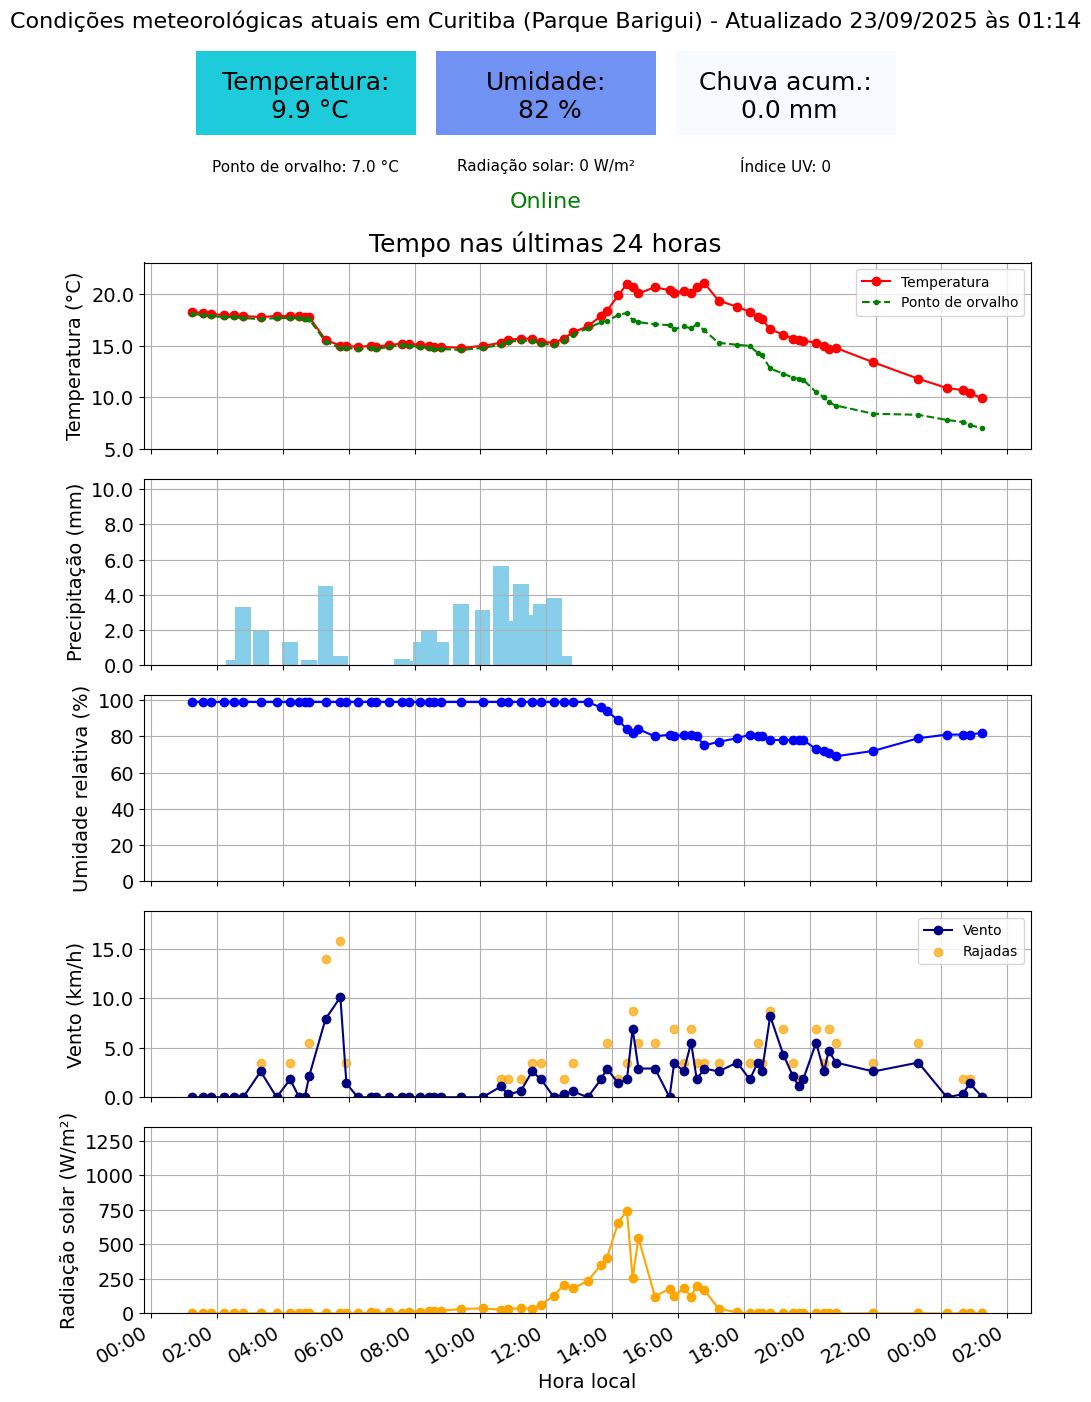 Condições meteorológicas atuais em Curitiba (Parque Barigui) - Atualizado 23/09/2025 às 01:14
Temperatura:
9.9 °C
Umidade:
82 %
Chuva acum.:
0.0 mm
Ponto de orvalho: 7.0 °C
Radiação solar: 0 W/m²
Índice UV: 0
Online
Tempo nas últimas 24 horas
Temperatura (°C)
20.0
15.0
10.0
5.0
Temperatura
Ponto de orvalho
Precipitação (mm)
10.0
8.0
6.0
4.0
2.0
0.0
Umidade relativa (%)
100
80
60
40
20
0
Vento (km/h)
15.0
10.0
5.0
0.0
Vento
Rajadas
Radiação solar (W/m²)
1250
1000
750
500
250
0
00:00
02:00
04:00
06:00
08:00
10:00
12:00
14:00
16:00
18:00
20:00
22:00
00:00
02:00
Hora local